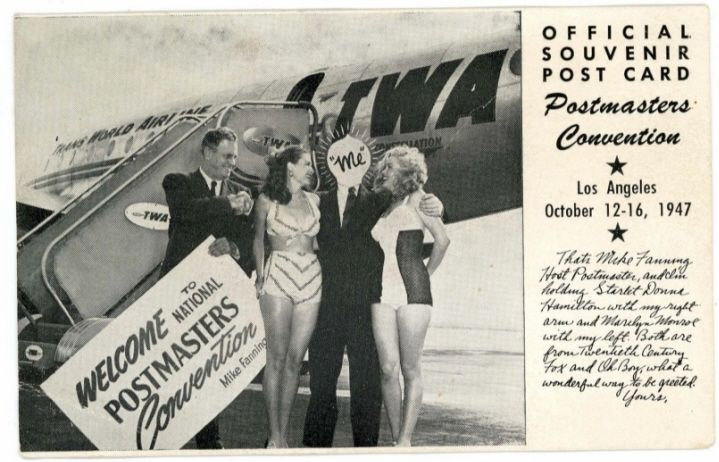 OFFICIAL
SOUVENIR
POST CARD
Postmasters
Convention
Los Angeles
October 12-16, 1947
Thats Mike Fanning
Host Postmaster, and I'm
holding Starlet Donna
Hamilton with my right
arm and Marilyn Monroe
with my left. Both are
from Twentieth Century
Fox and Oh Boy, what a
wonderful way to be greeted.
Yours,
TRANS WORLD AIRLINE
TWA
CONSTELLATION
TWA
TWA
"Me"
WELCOME TO
NATIONAL
POSTMASTERS
Convention
Mike Fanning